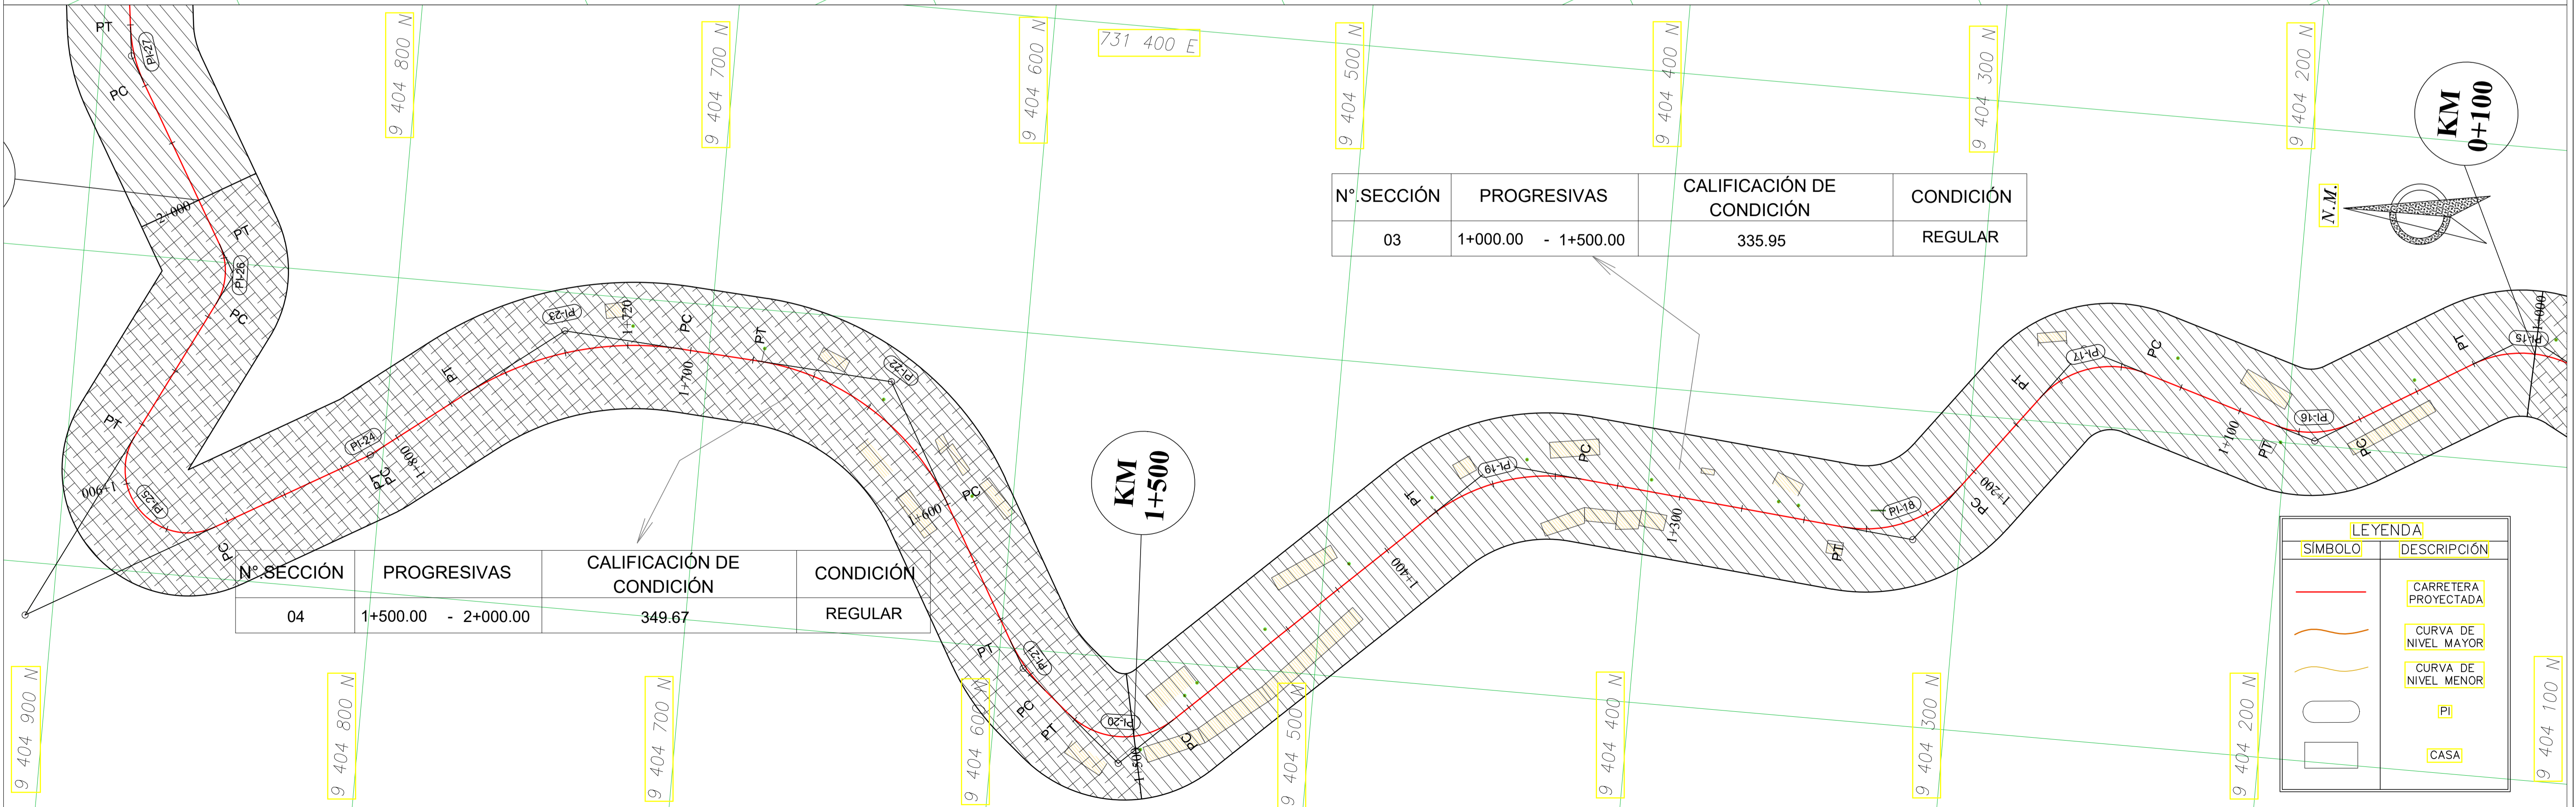 9 404 800 N
9 404 700 N
9 404 600 N
731 400 E
9 404 500 N
9 404 400 N
9 404 300 N
9 404 200 N
KM
0+100
N.M.
N°.SECCIÓN PROGRESIVAS CALIFICACIÓN DE CONDICIÓN CONDICIÓN
03 1+000.00 - 1+500.00 335.95 REGULAR
PT
PI-27
PC
2+000
PT
PI-26
PC
PT
1+900
PI-25
PC
PI-24
PT
PC
1+800
PT
PI-23
1+720
PC
1+700
PT
PI-22
PC
1+600
PT
PI-21
PC
PT
PI-20
1+500
PC
KM
1+500
PT
1+400
PI-19
PC
1+300
PT
PI-18
PC
1+200
PT
PI-17
PC
1+100
PT
PI-16
PC
PT
PI-15
1+000
N°.SECCIÓN PROGRESIVAS CALIFICACIÓN DE CONDICIÓN CONDICIÓN
04 1+500.00 - 2+000.00 349.67 REGULAR
LEYENDA
SÍMBOLO DESCRIPCIÓN
CARRETERA
PROYECTADA
CURVA DE
NIVEL MAYOR
CURVA DE
NIVEL MENOR
PI
CASA
9 404 900 N
9 404 800 N
9 404 700 N
9 404 600 N
9 404 500 N
9 404 400 N
9 404 300 N
9 404 200 N
9 404 100 N